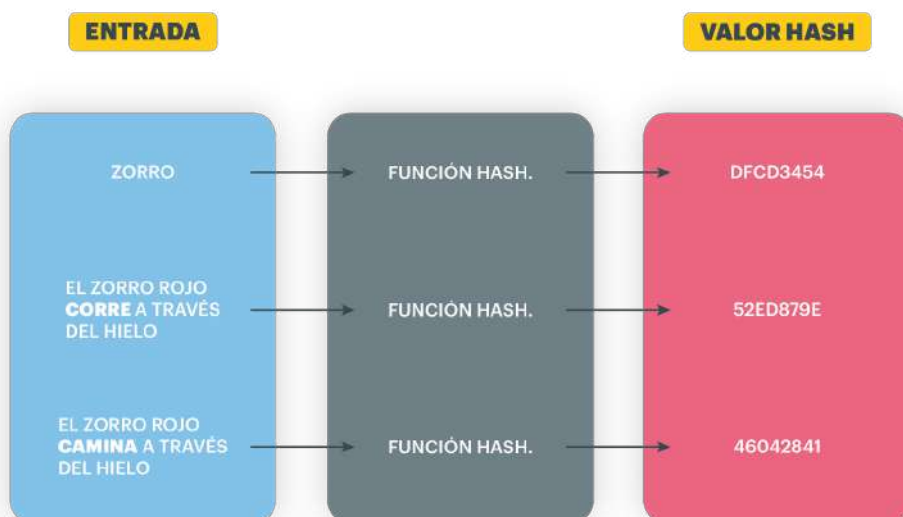 ENTRADA
VALOR HASH
ZORRO
FUNCIÓN HASH.
DFCD3454
EL ZORRO ROJO
CORRE A TRAVÉS
DEL HIELO
FUNCIÓN HASH.
52ED879E
EL ZORRO ROJO
CAMINA A TRAVÉS
DEL HIELO
FUNCIÓN HASH.
46042841